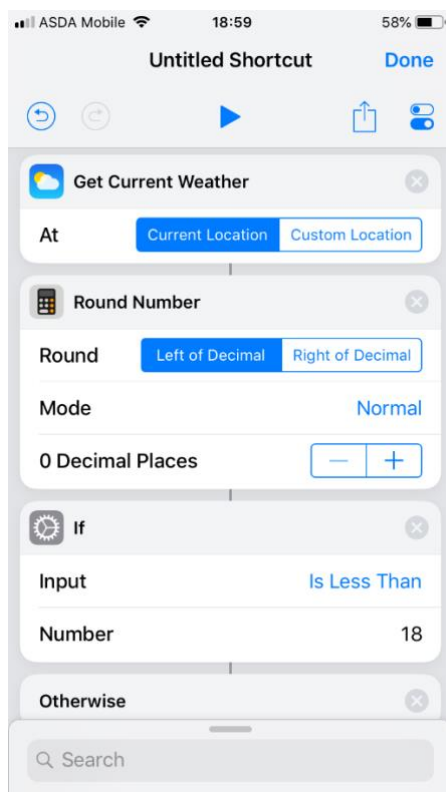 ASDA Mobile 18:59 58%
Untitled Shortcut Done
Get Current Weather
At Current Location Custom Location
Round Number
Round Left of Decimal Right of Decimal
Mode Normal
0 Decimal Places
If
Input Is Less Than
Number 18
Otherwise
Search